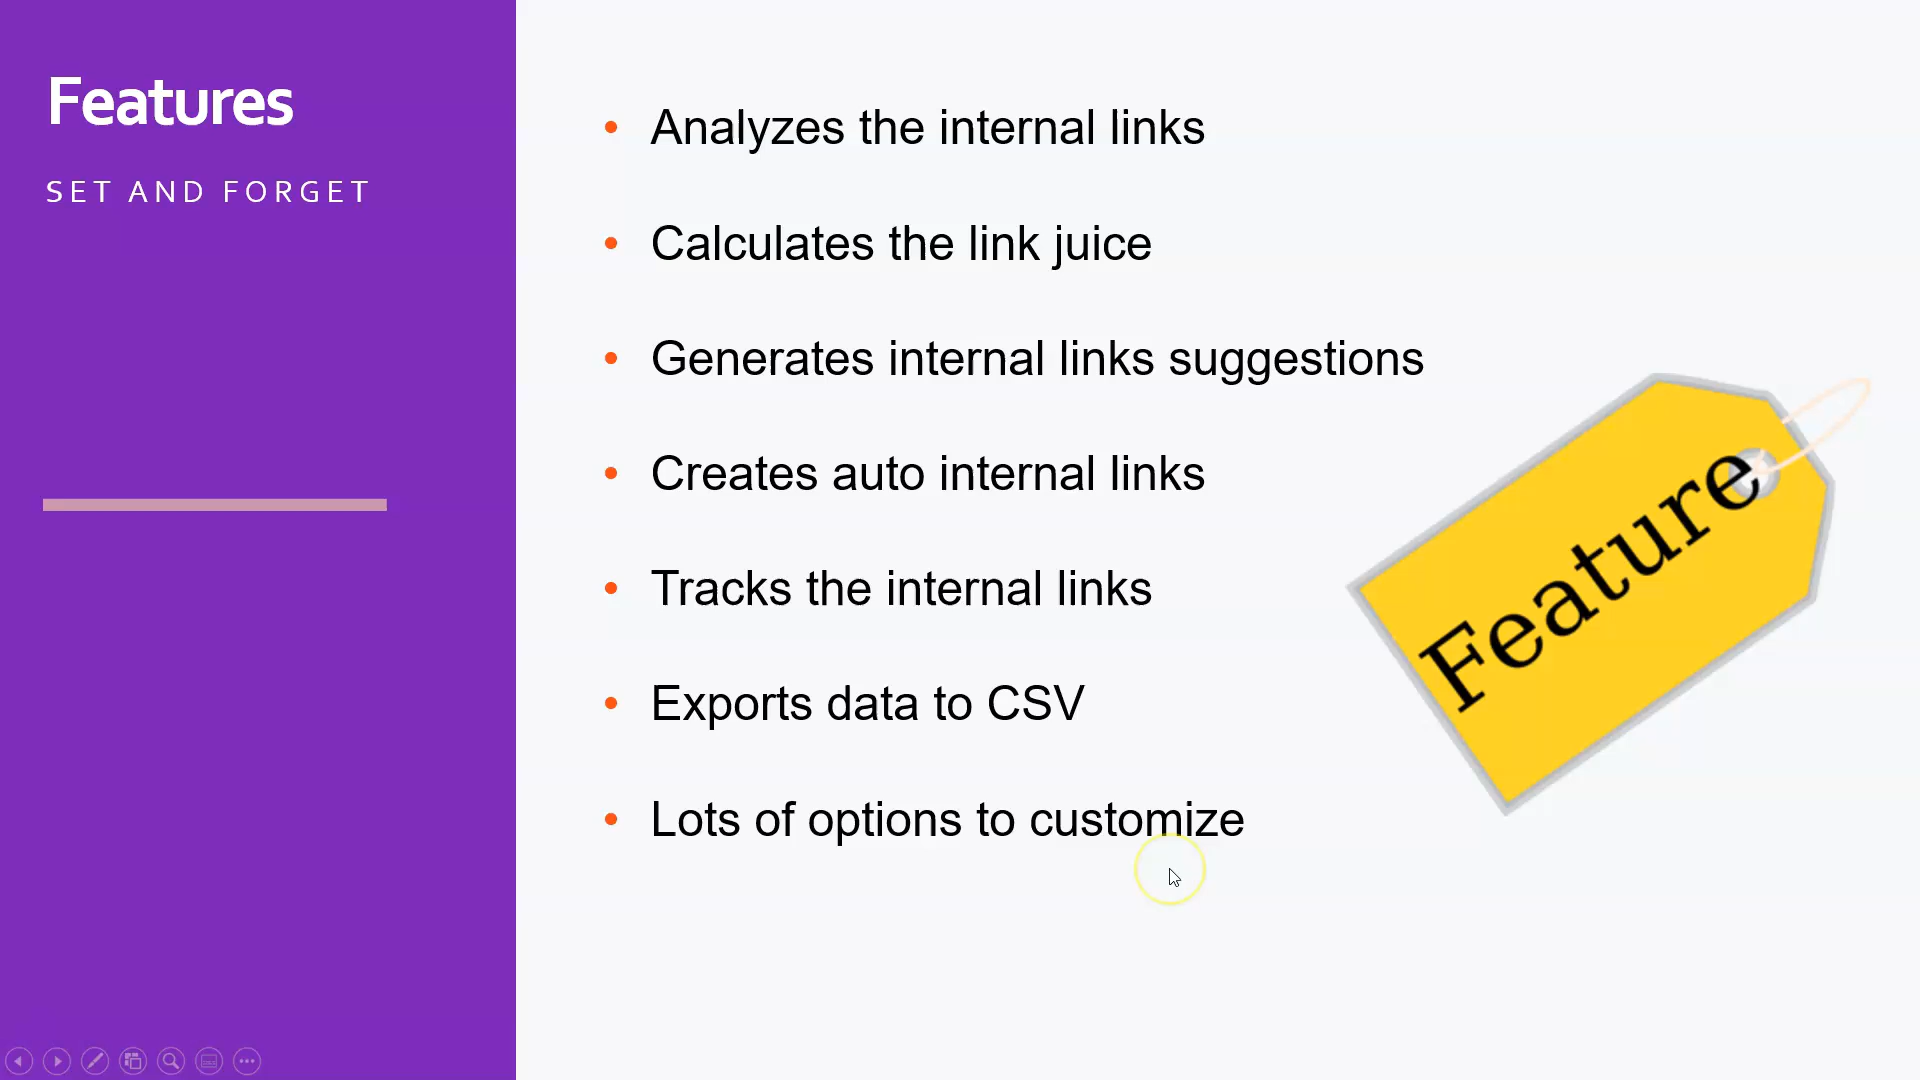 Features
SET AND FORGET
• Analyzes the internal links
• Calculates the link juice
• Generates internal links suggestions
• Creates auto internal links
• Tracks the internal links
• Exports data to CSV
• Lots of options to customize
Feature